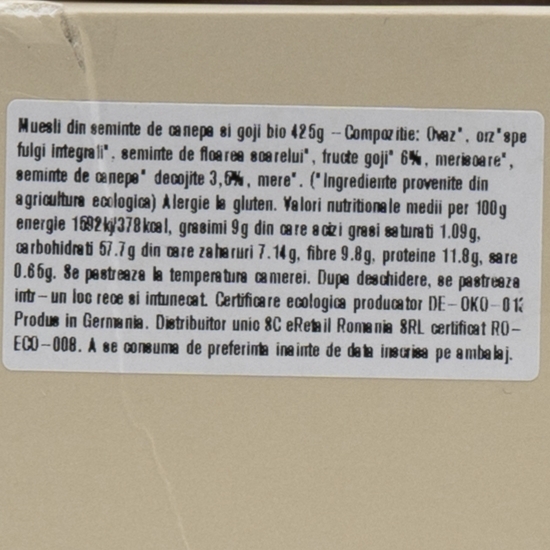 Muesli din seminte de canepa si goji bio 425g – Compozitie: Ovaz*, orz*spe
fulgi integrali*, seminte de floarea soarelui*, fructe goji* 6%, merisoare*,
seminte de canepa* decojite 3,5%, mere*. (*Ingrediente provenite din
agricultura ecologica) Alergie la gluten. Valori nutritionale medii per 100g
energie 1592kj/378kcal, grasimi 9g din care acizi grasi saturati 1.09g,
carbohidrati 57.7g din care zaharuri 7.14g, fibre 9.8g, proteine 11.8g, sare
0.65g. Se pastreaza la temperatura camerei. Dupa deschidere, se pastreaza
intr-un loc rece si intunecat. Certificare ecologica producator DE-OKO-01
Produs in Germania. Distribuitor unic SC eRetail Romania SRL certificat RO-
ECO-008. A se consuma de preferinta inainte de data inscrisa pe ambalaj.